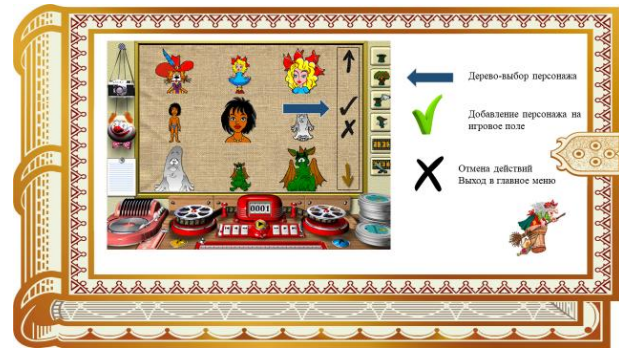 Дерево-выбор персонажа
Добавление персонажа на
игровое поле
Отмена действий
Выход в главное меню
0001